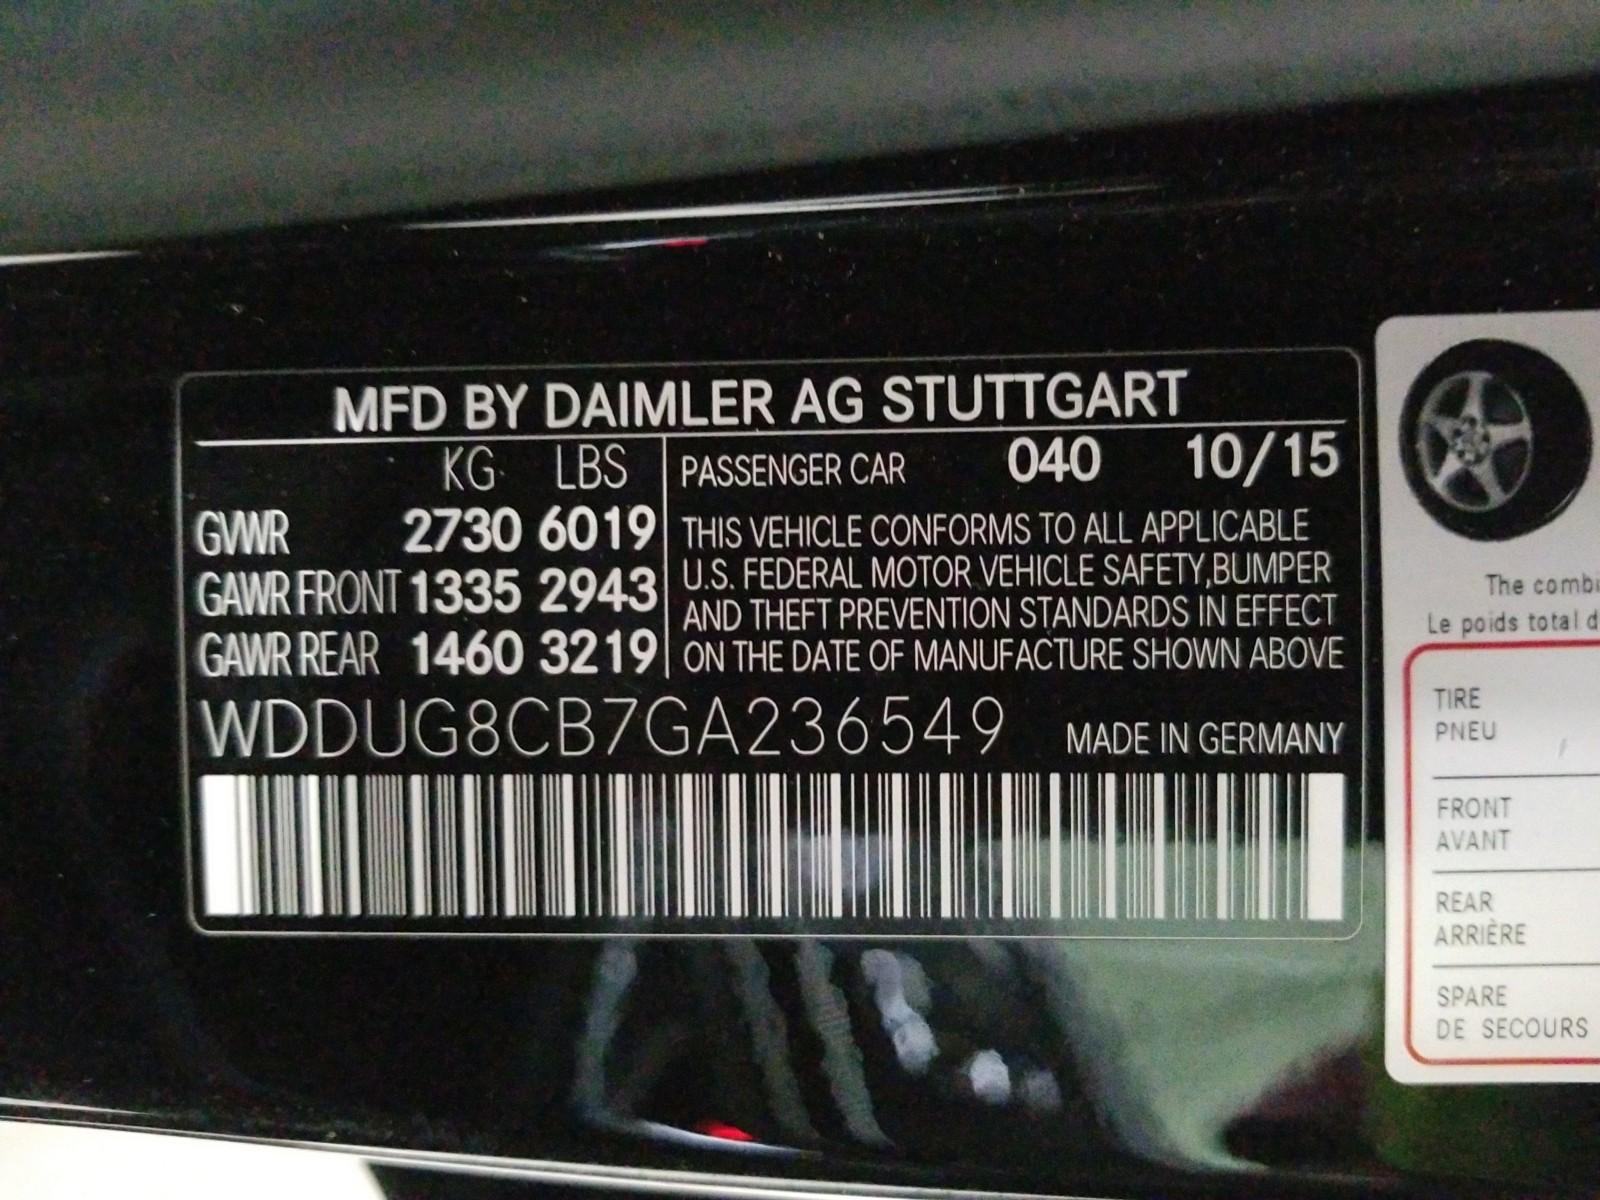 MFD BY DAIMLER AG STUTTGART
KG LBS
GVWR 2730 6019
GAWR FRONT 1335 2943
GAWR REAR 1460 3219
PASSENGER CAR 040 10/15
THIS VEHICLE CONFORMS TO ALL APPLICABLE
U.S. FEDERAL MOTOR VEHICLE SAFETY,BUMPER
AND THEFT PREVENTION STANDARDS IN EFFECT
ON THE DATE OF MANUFACTURE SHOWN ABOVE
WDDUG8CB7GA236549 MADE IN GERMANY
The combi
Le poids total d
TIRE
PNEU
FRONT
AVANT
REAR
ARRIÈRE
SPARE
DE SECOURS